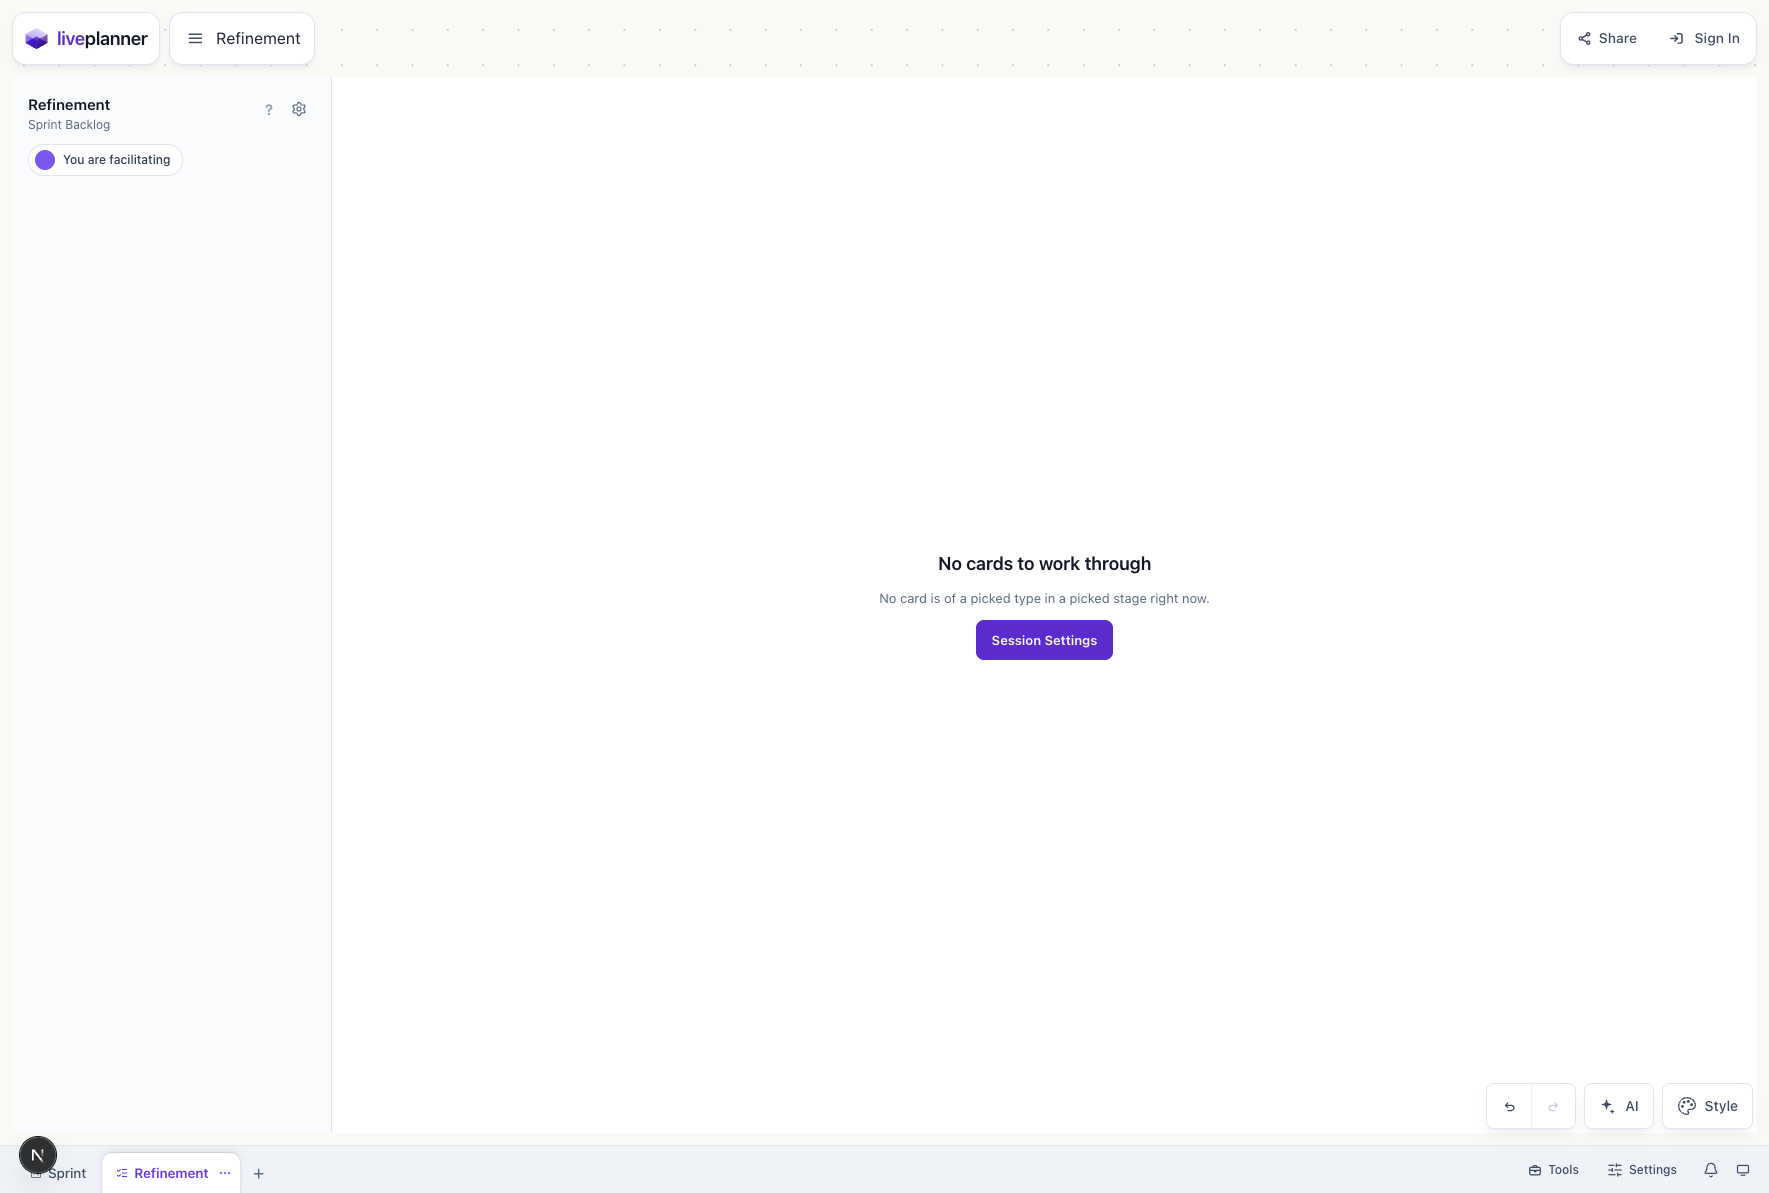 liveplanner
Refinement
Share
Sign In
Refinement
?
Sprint Backlog
You are facilitating
No cards to work through
No card is of a picked type in a picked stage right now.
Session Settings
AI
Style
N
Sprint
Refinement
Tools
Settings